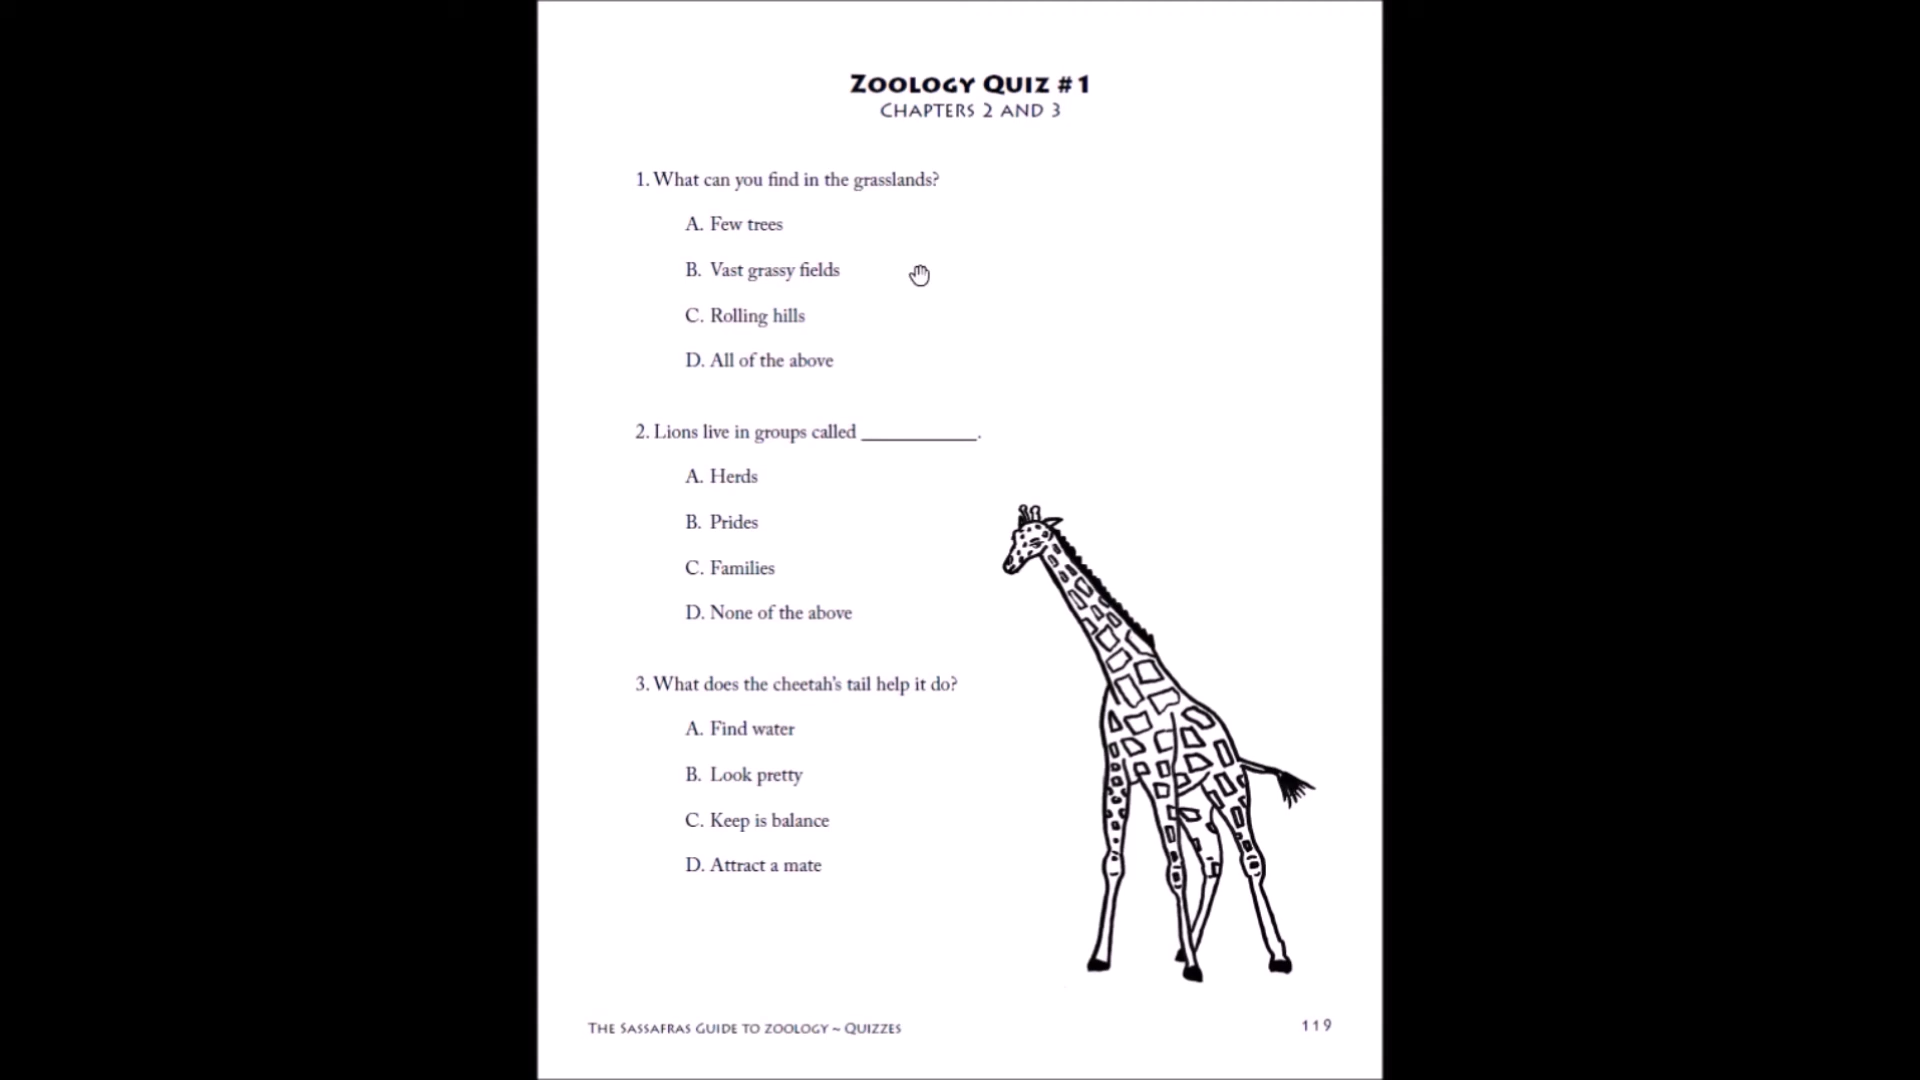 Zoology Quiz #1
Chapters 2 and 3
1. What can you find in the grasslands?
A. Few trees
B. Vast grassy fields
C. Rolling hills
D. All of the above
2. Lions live in groups called ___________.
A. Herds
B. Prides
C. Families
D. None of the above
3. What does the cheetah's tail help it do?
A. Find water
B. Look pretty
C. Keep is balance
D. Attract a mate
The Sassafras Guide to Zoology ~ Quizzes
119